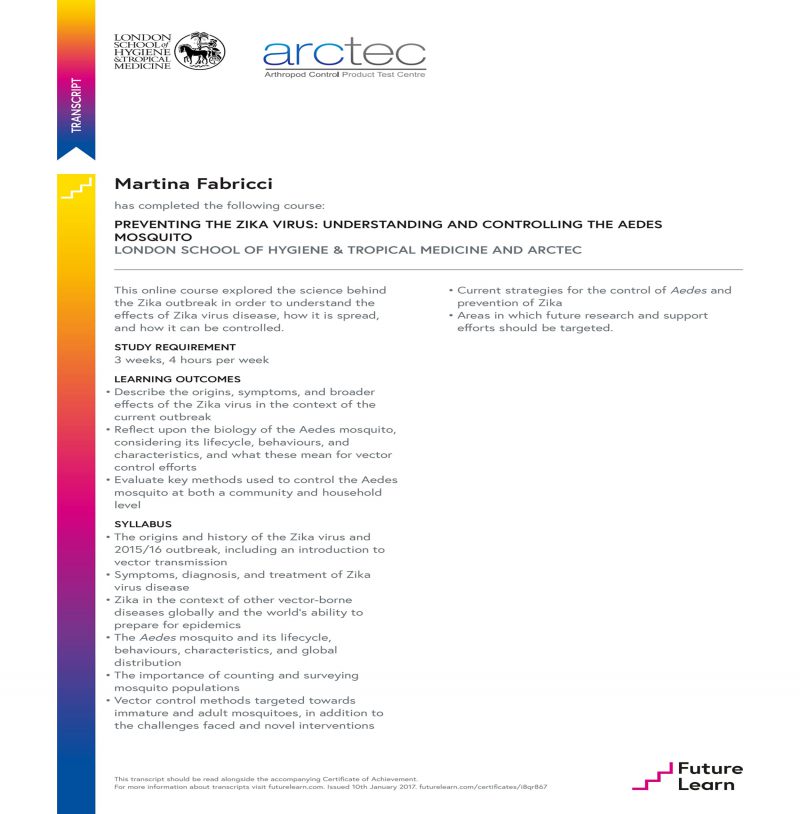 TRANSCRIPT
LONDON
SCHOOL of
HYGIENE
& TROPICAL
MEDICINE
arctec
Arthropod Control Product Test Centre
Martina Fabricci
has completed the following course:
PREVENTING THE ZIKA VIRUS: UNDERSTANDING AND CONTROLLING THE AEDES
MOSQUITO
LONDON SCHOOL OF HYGIENE & TROPICAL MEDICINE AND ARCTEC
This online course explored the science behind
the Zika outbreak in order to understand the
effects of Zika virus disease, how it is spread,
and how it can be controlled.
STUDY REQUIREMENT
3 weeks, 4 hours per week
LEARNING OUTCOMES
• Describe the origins, symptoms, and broader
effects of the Zika virus in the context of the
current outbreak
• Reflect upon the biology of the Aedes mosquito,
considering its lifecycle, behaviours, and
characteristics, and what these mean for vector
control efforts
• Evaluate key methods used to control the Aedes
mosquito at both a community and household
level
SYLLABUS
• The origins and history of the Zika virus and
2015/16 outbreak, including an introduction to
vector transmission
• Symptoms, diagnosis, and treatment of Zika
virus disease
• Zika in the context of other vector-borne
diseases globally and the world's ability to
prepare for epidemics
• The Aedes mosquito and its lifecycle,
behaviours, characteristics, and global
distribution
• The importance of counting and surveying
mosquito populations
• Vector control methods targeted towards
immature and adult mosquitoes, in addition to
the challenges faced and novel interventions
• Current strategies for the control of Aedes and
prevention of Zika
• Areas in which future research and support
efforts should be targeted.
This transcript should be read alongside the accompanying Certificate of Achievement.
For more information about transcripts visit futurelearn.com. Issued 10th January 2017. futurelearn.com/certificates/i8qr867
Future
Learn